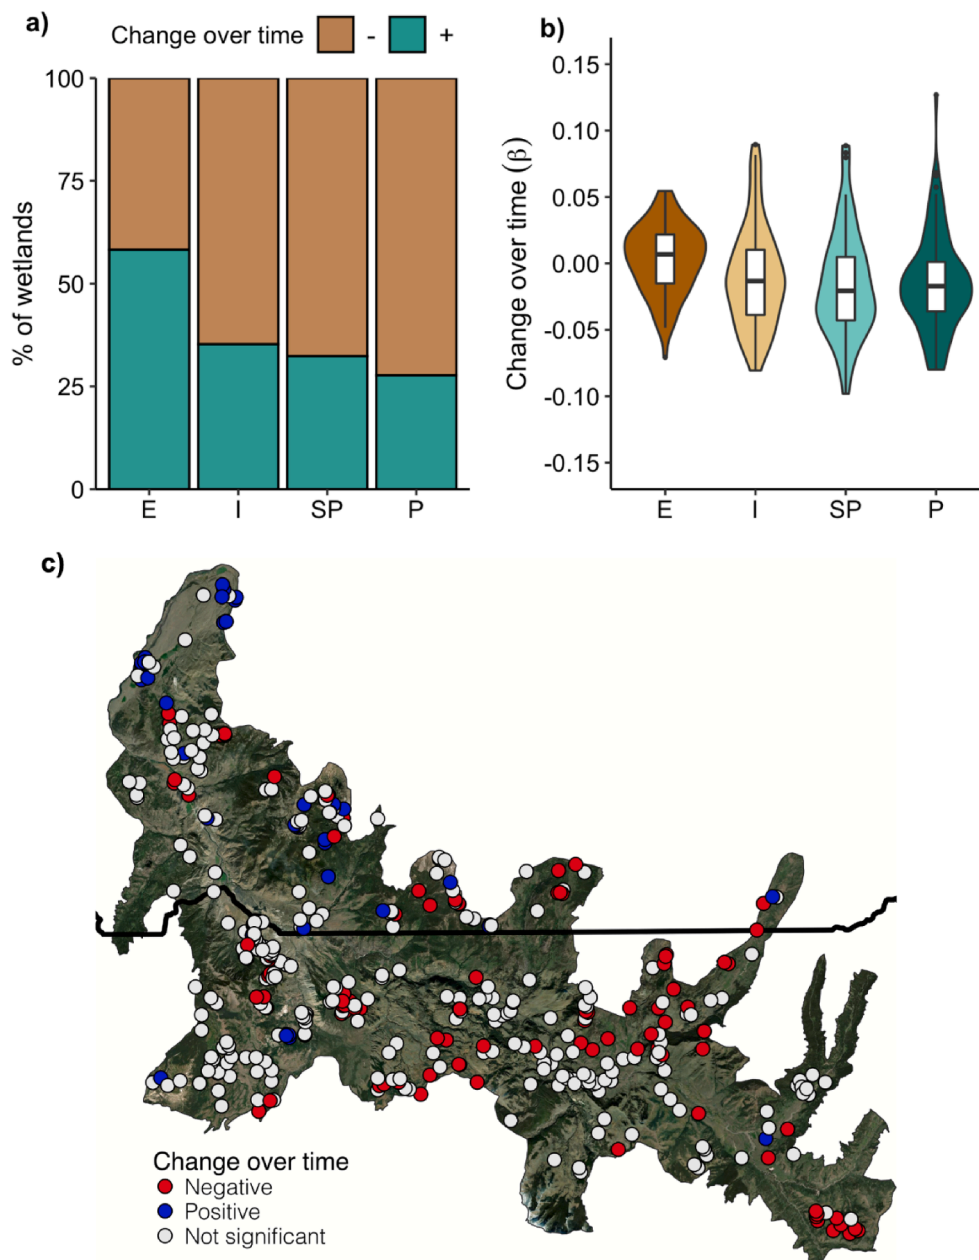 a)
Change over time - +
% of wetlands
100
75
50
25
0
E I SP P
b)
Change over time (β)
0.15
0.10
0.05
0.00
-0.05
-0.10
-0.15
E I SP P
c)
Change over time
Negative
Positive
Not significant